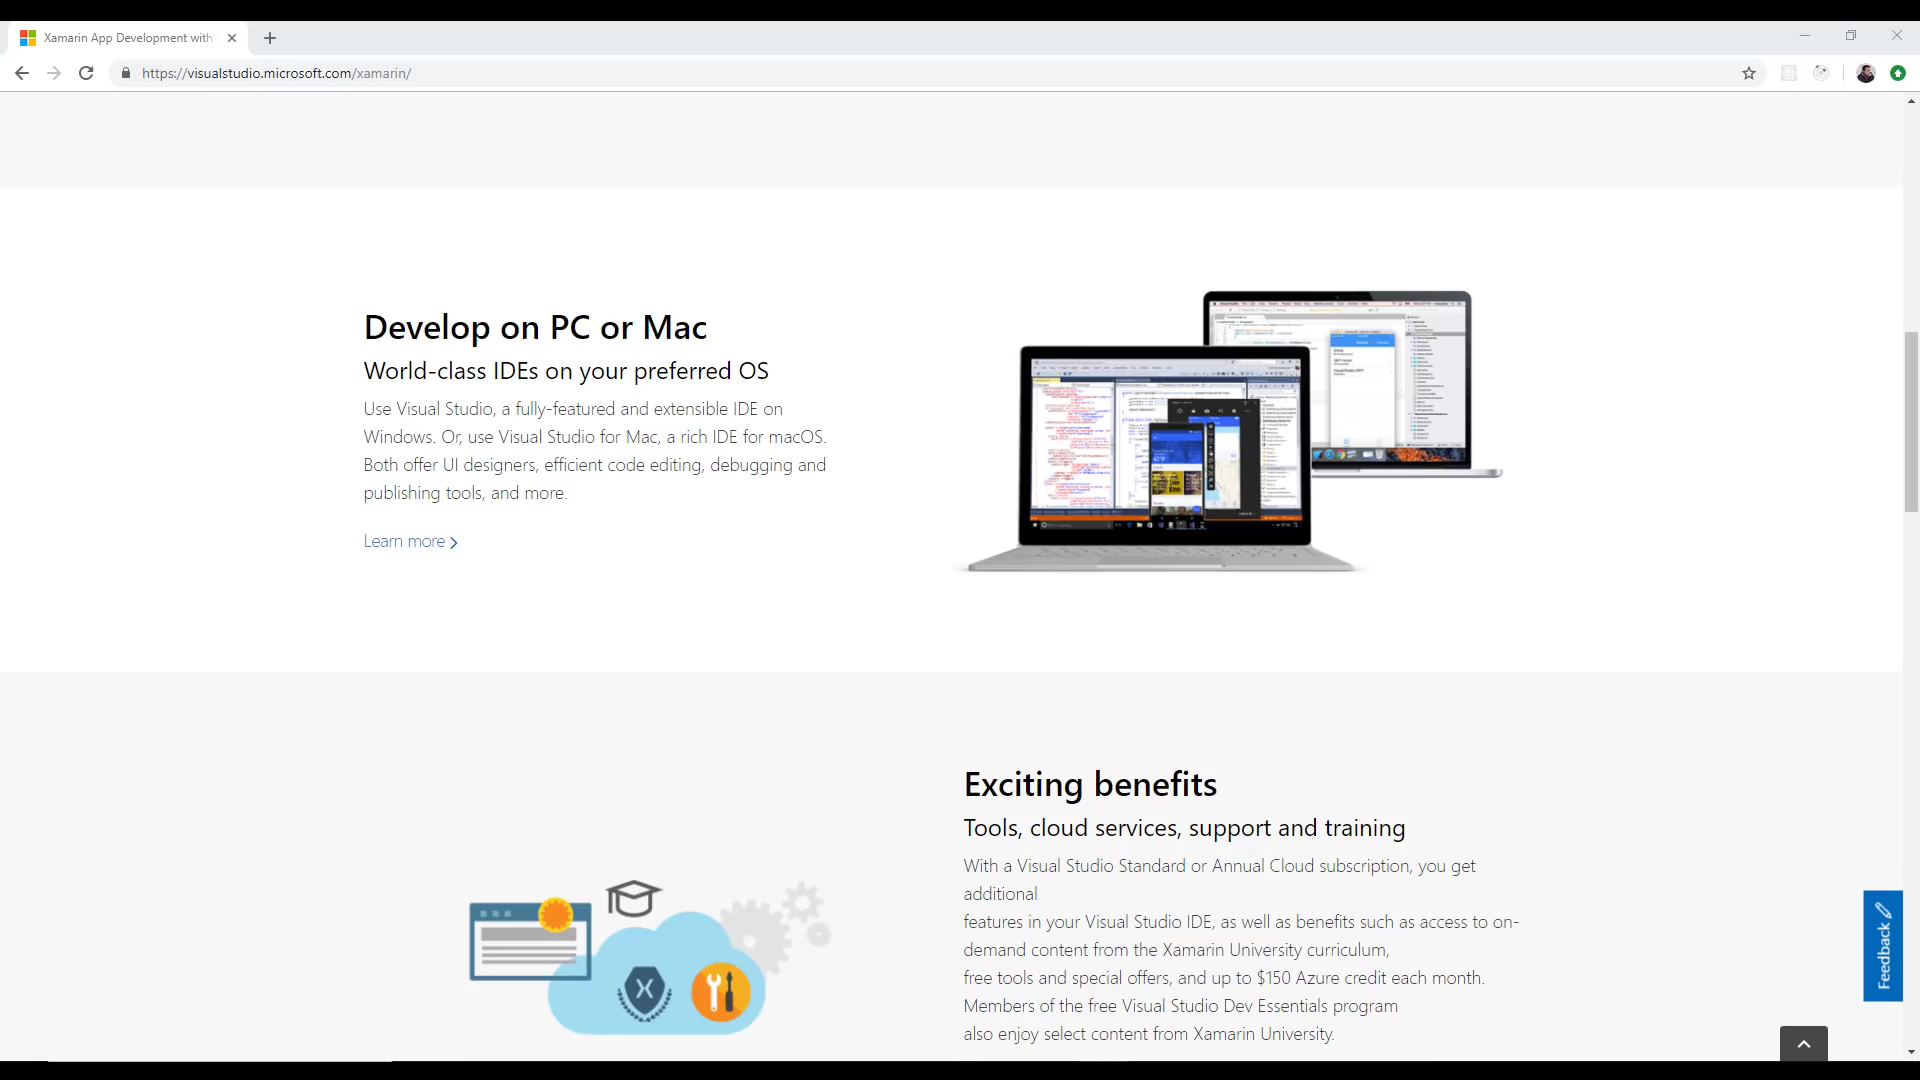 Xamarin App Development with
https://visualstudio.microsoft.com/xamarin/
Develop on PC or Mac
World-class IDEs on your preferred OS
Use Visual Studio, a fully-featured and extensible IDE on
Windows. Or, use Visual Studio for Mac, a rich IDE for macOS.
Both offer UI designers, efficient code editing, debugging and
publishing tools, and more.
Learn more
Exciting benefits
Tools, cloud services, support and training
With a Visual Studio Standard or Annual Cloud subscription, you get
additional
features in your Visual Studio IDE, as well as benefits such as access to on-
demand content from the Xamarin University curriculum,
free tools and special offers, and up to $150 Azure credit each month.
Members of the free Visual Studio Dev Essentials program
also enjoy select content from Xamarin University.
Feedback